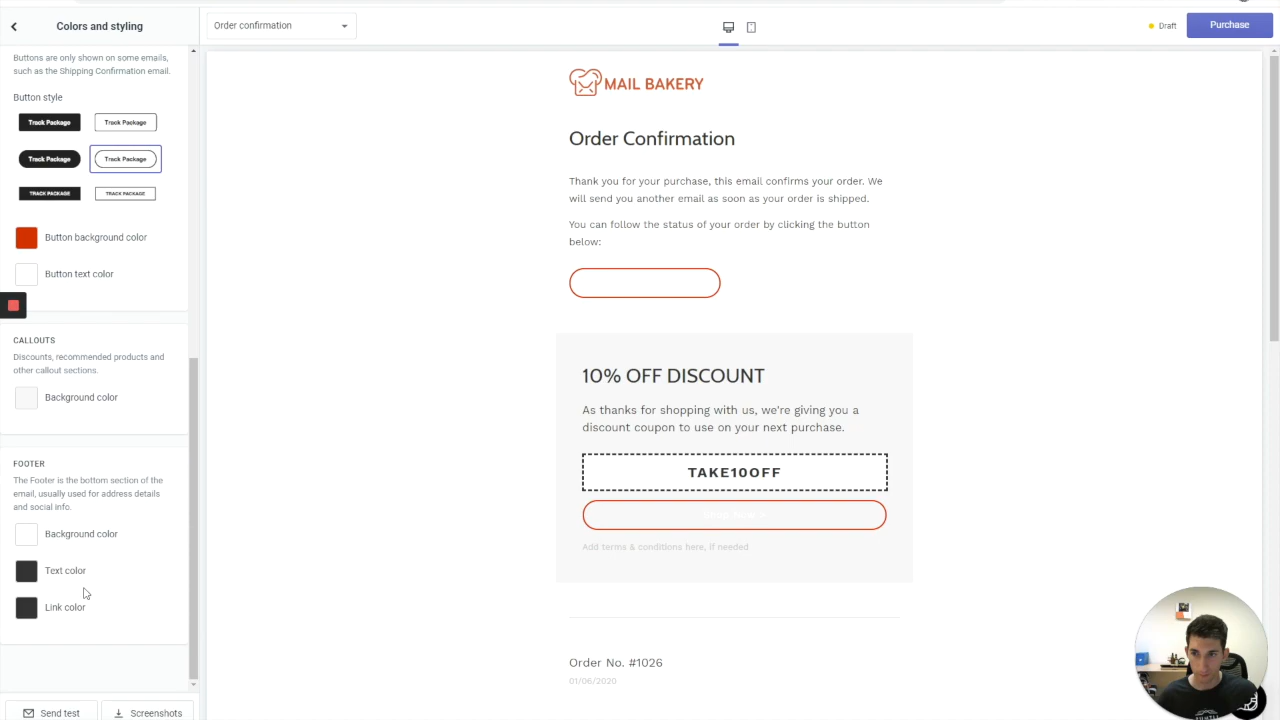 Colors and styling
Order confirmation
Draft
Purchase
Buttons are only shown on some emails,
such as the Shipping Confirmation email.
Button style
Track Package
Track Package
Track Package
Track Package
TRACK PACKAGE
TRACK PACKAGE
Button background color
Button text color
CALLOUTS
Discounts, recommended products and
other callout sections.
Background color
FOOTER
The Footer is the bottom section of the
email, usually used for address details
and social info.
Background color
Text color
Link color
Send test
Screenshots
MAIL BAKERY
Order Confirmation
Thank you for your purchase, this email confirms your order. We
will send you another email as soon as your order is shipped.
You can follow the status of your order by clicking the button
below:
10% OFF DISCOUNT
As thanks for shopping with us, we're giving you a
discount coupon to use on your next purchase.
TAKE10OFF
Add terms & conditions here, if needed
Order No. #1026
01/06/2020